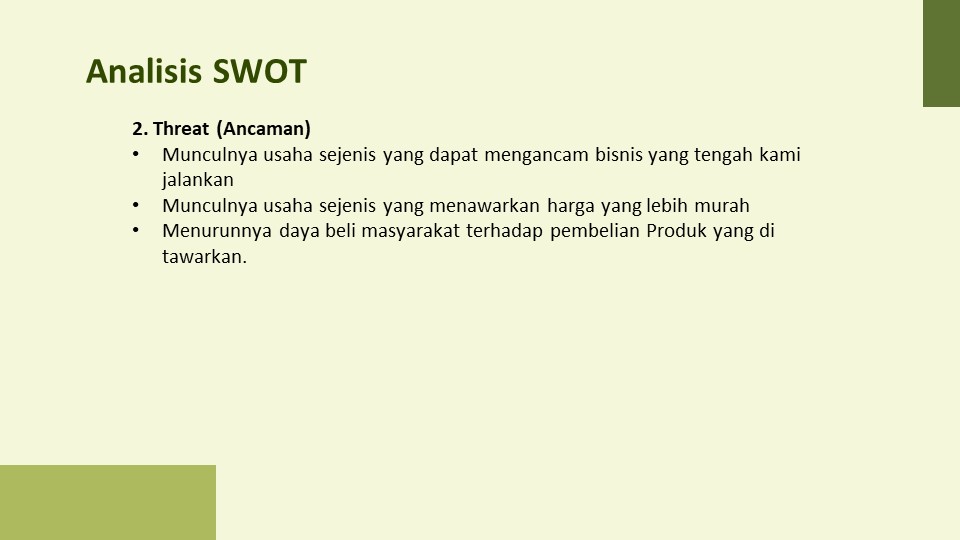 Analisis SWOT
2. Threat (Ancaman)
• Munculnya usaha sejenis yang dapat mengancam bisnis yang tengah kami
jalankan
• Munculnya usaha sejenis yang menawarkan harga yang lebih murah
• Menurunnya daya beli masyarakat terhadap pembelian Produk yang di
tawarkan.